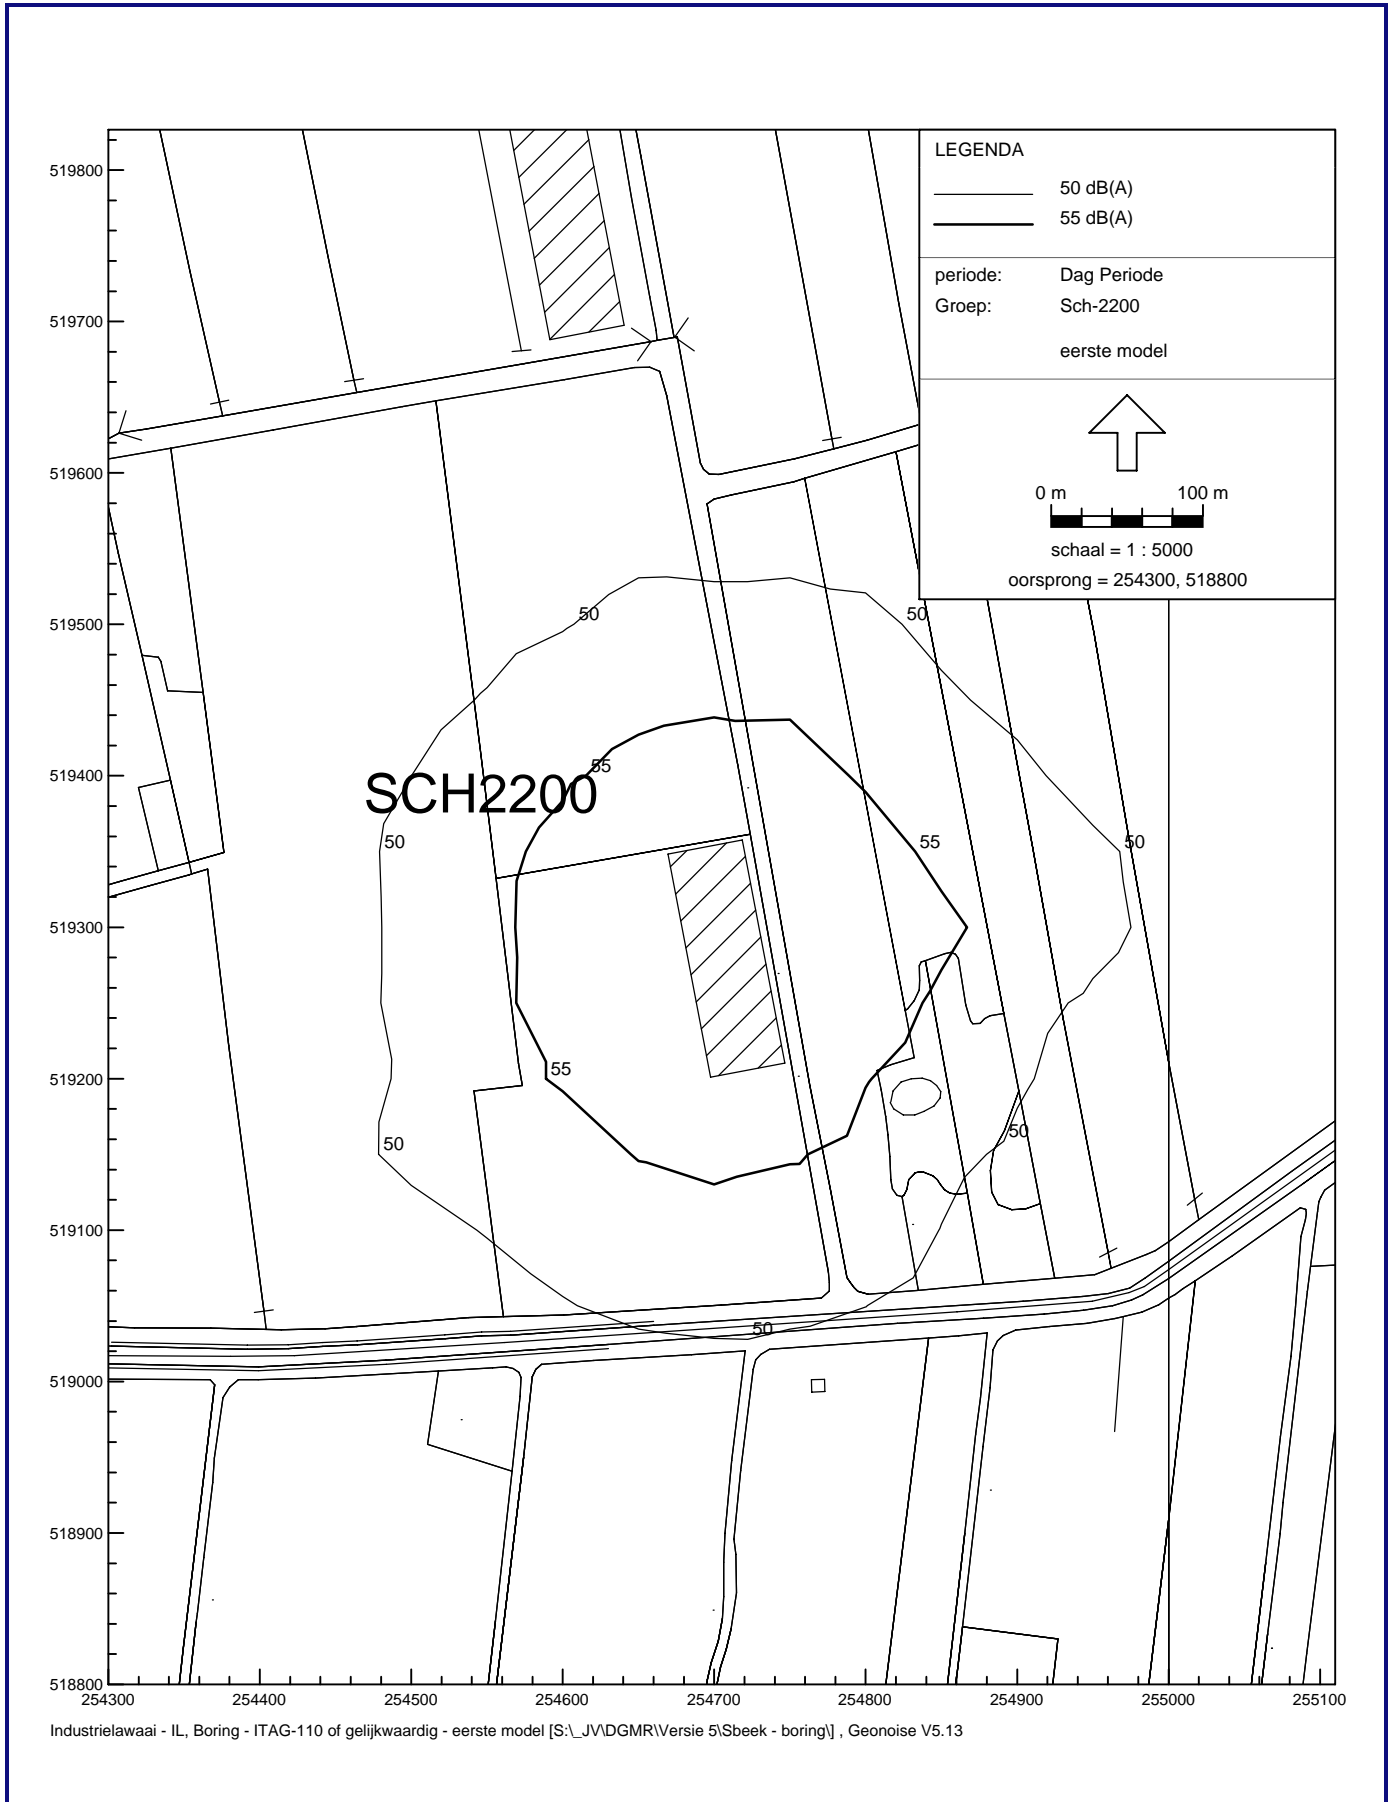 LEGENDA
50 dB(A)
55 dB(A)
periode: Dag Periode
Groep: Sch-2200
eerste model
0 m 100 m
schaal = 1 : 5000
oorsprong = 254300, 518800
519800
519700
519600
519500
519400
519300
519200
519100
519000
518900
518800
50
50
55
SCH2200
50
55
50
55
50
50
50
254300 254400 254500 254600 254700 254800 254900 255000 255100
Industrielawaai - IL, Boring - ITAG-110 of gelijkwaardig - eerste model [S:\_JV\DGMR\Versie 5\Sbeek - boring\] , Geonoise V5.13